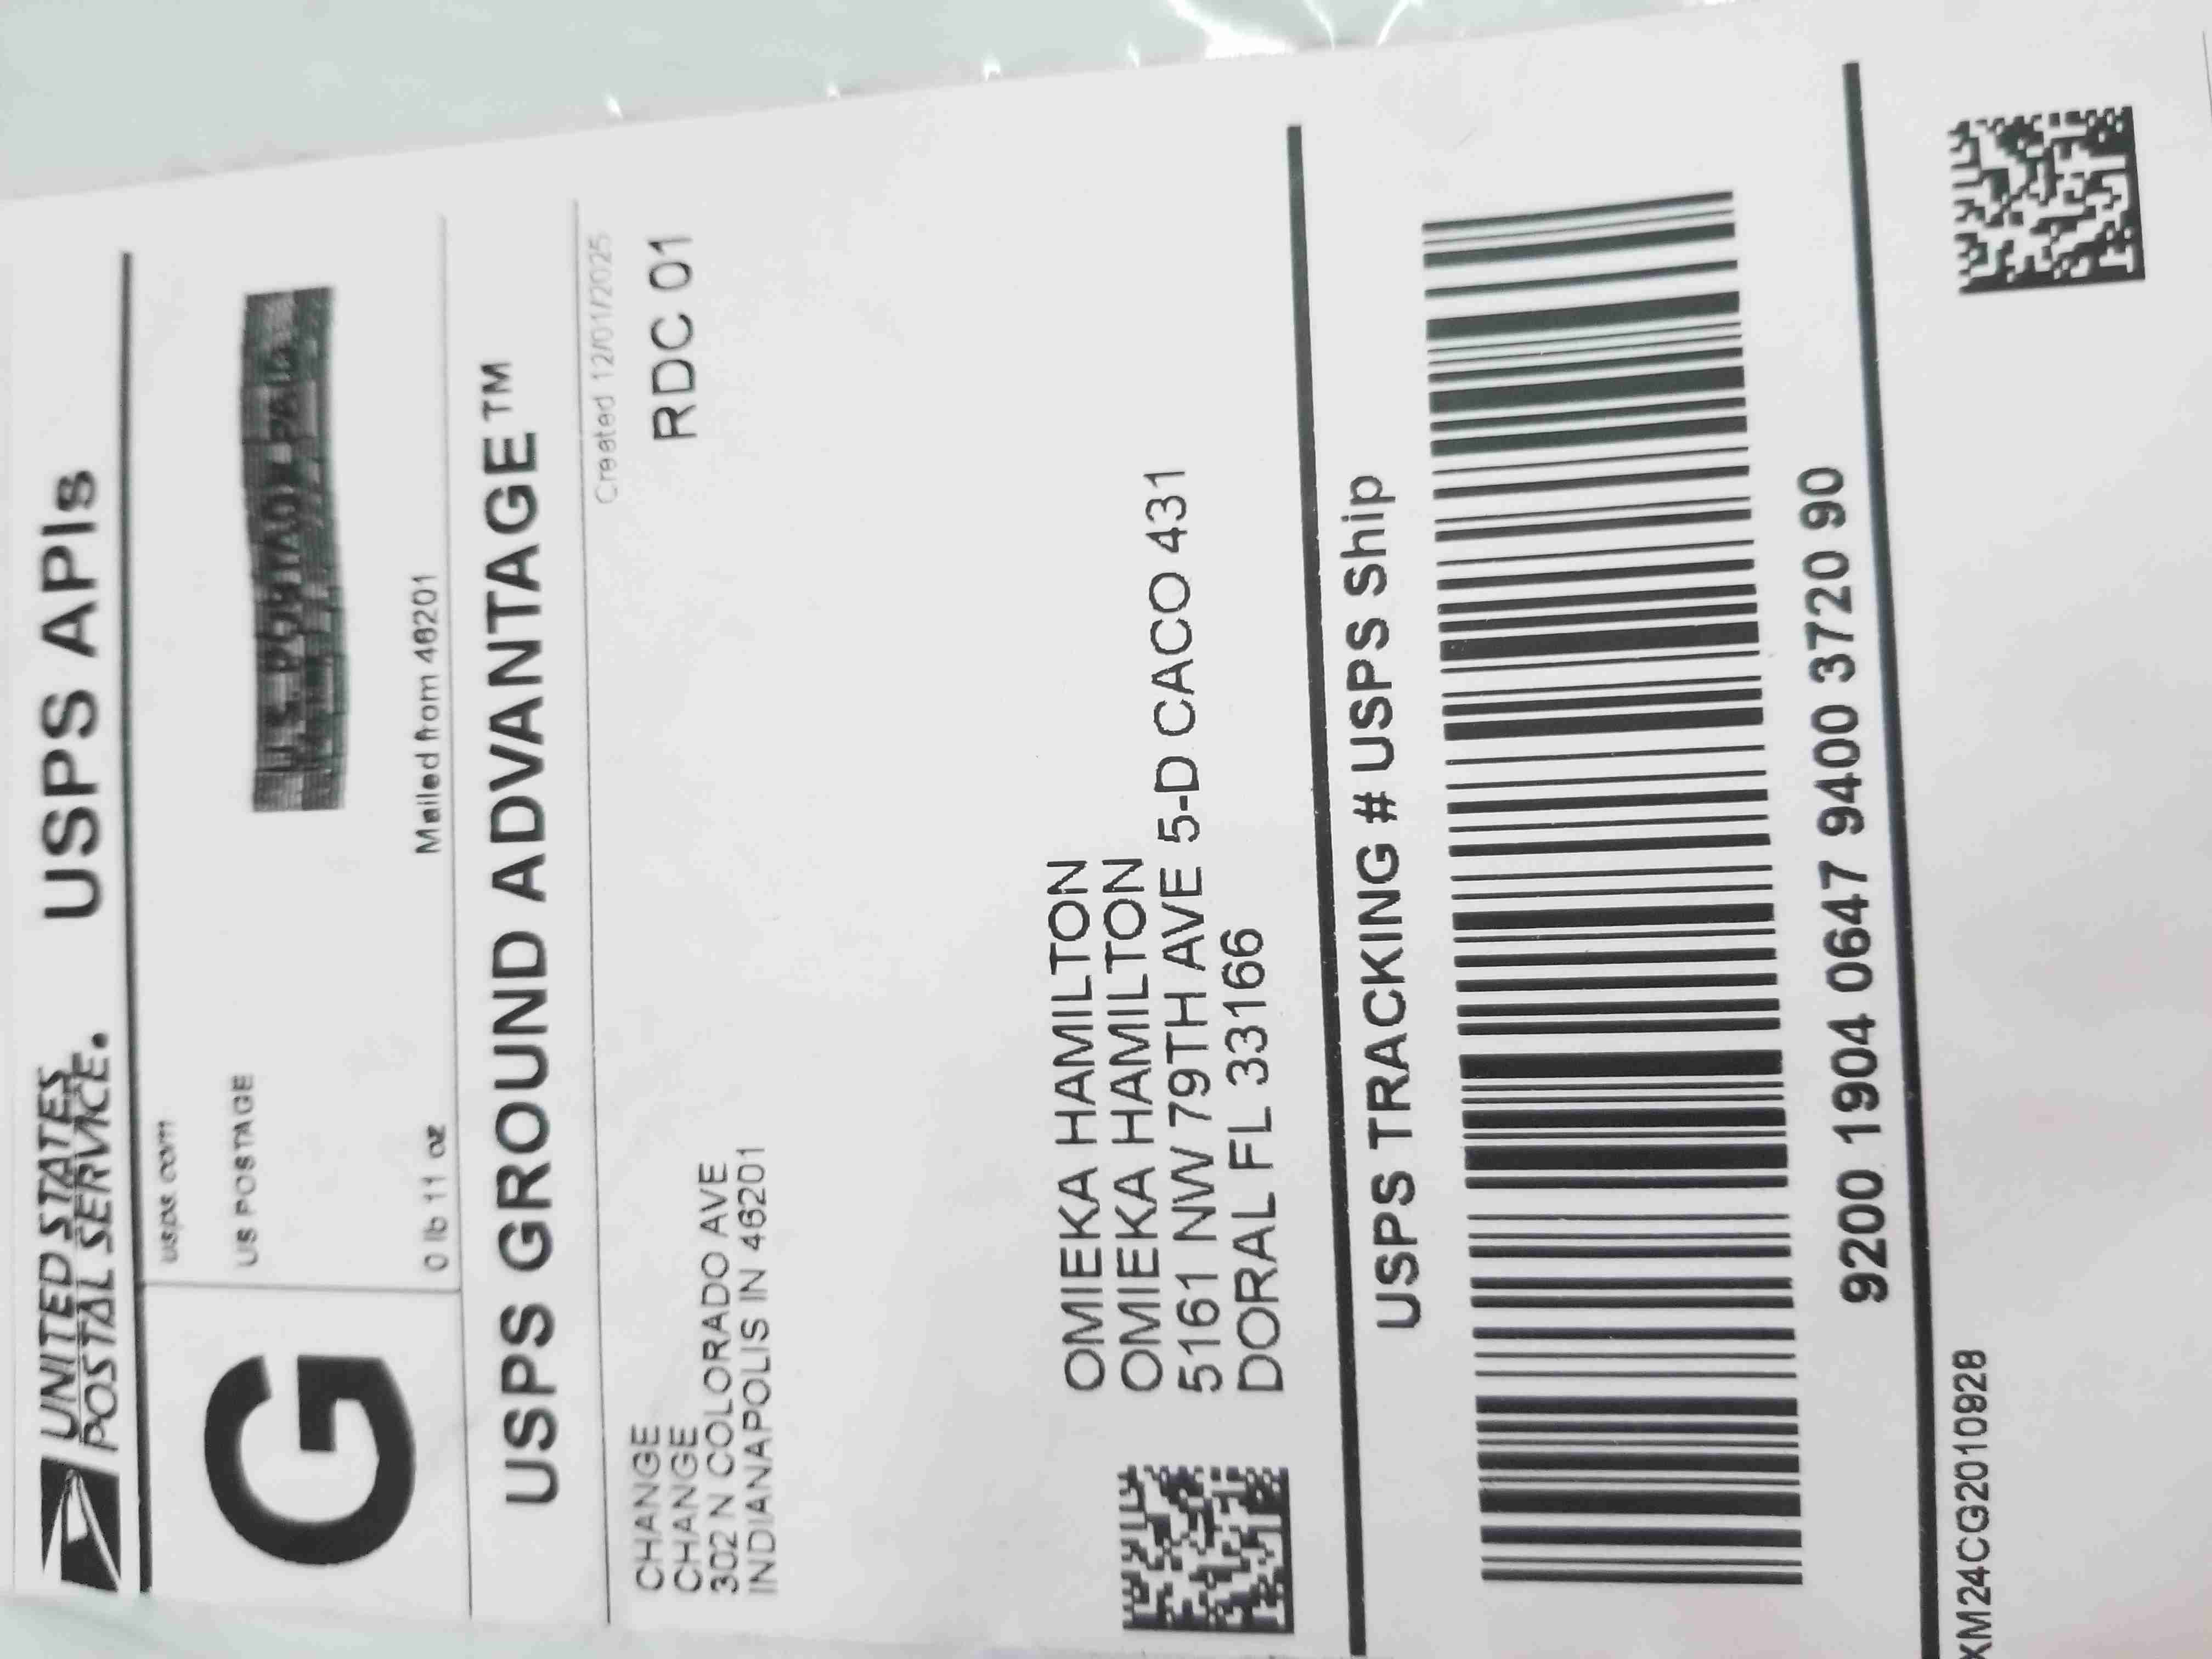 UNITED STATES
POSTAL SERVICE.
USPS APIs
G
usps.com
US POSTAGE
U.S. POSTAGE PAID
0 lb 11 oz
Mailed from 46201
USPS GROUND ADVANTAGE™
Created 12/01/2025
RDC 01
CHANGE
CHANGE
302 N COLORADO AVE
INDIANAPOLIS IN 46201
OMIEKA HAMILTON
OMIEKA HAMILTON
5161 NW 79TH AVE 5-D CACO 431
DORAL FL 33166
USPS TRACKING # USPS Ship
9200 1904 0647 9400 3720 90
XM24CG2010928